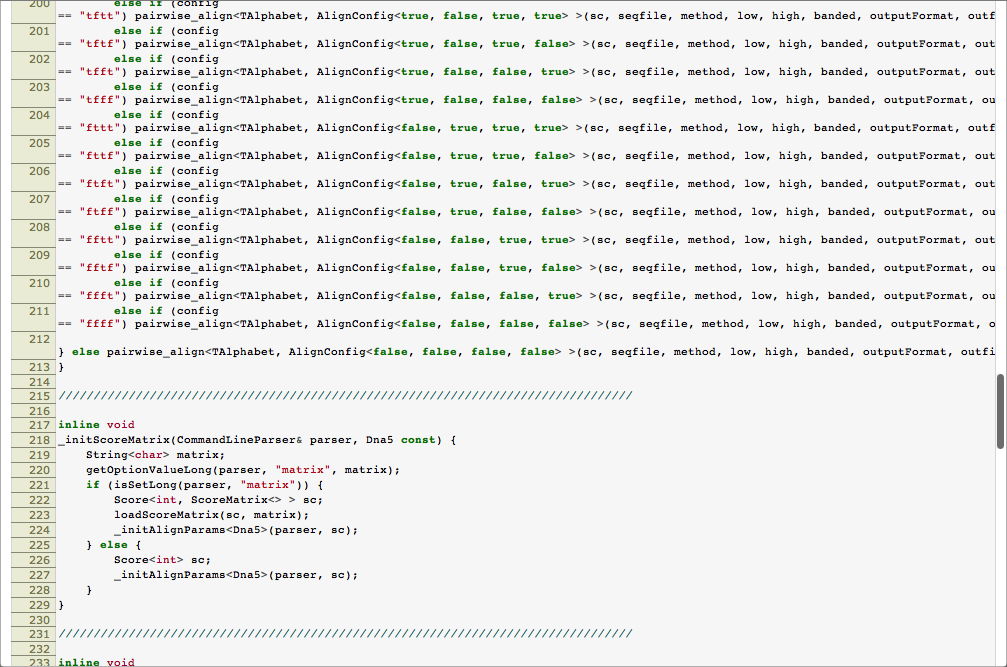 200 else if (config
== "tftt") pairwise_align<TAlphabet, AlignConfig<true, false, true, true> >(sc, seqfile, method, low, high, banded, outputFormat, outf
201 else if (config
== "tftf") pairwise_align<TAlphabet, AlignConfig<true, false, true, false> >(sc, seqfile, method, low, high, banded, outputFormat, out
202 else if (config
== "tfft") pairwise_align<TAlphabet, AlignConfig<true, false, false, true> >(sc, seqfile, method, low, high, banded, outputFormat, out
203 else if (config
== "tfff") pairwise_align<TAlphabet, AlignConfig<true, false, false, false> >(sc, seqfile, method, low, high, banded, outputFormat, ou
204 else if (config
== "fttt") pairwise_align<TAlphabet, AlignConfig<false, true, true, true> >(sc, seqfile, method, low, high, banded, outputFormat, outf
205 else if (config
== "fttf") pairwise_align<TAlphabet, AlignConfig<false, true, true, false> >(sc, seqfile, method, low, high, banded, outputFormat, out
206 else if (config
== "ftft") pairwise_align<TAlphabet, AlignConfig<false, true, false, true> >(sc, seqfile, method, low, high, banded, outputFormat, out
207 else if (config
== "ftff") pairwise_align<TAlphabet, AlignConfig<false, true, false, false> >(sc, seqfile, method, low, high, banded, outputFormat, ou
208 else if (config
== "fftt") pairwise_align<TAlphabet, AlignConfig<false, false, true, true> >(sc, seqfile, method, low, high, banded, outputFormat, out
209 else if (config
== "fftf") pairwise_align<TAlphabet, AlignConfig<false, false, true, false> >(sc, seqfile, method, low, high, banded, outputFormat, ou
210 else if (config
== "ffft") pairwise_align<TAlphabet, AlignConfig<false, false, false, true> >(sc, seqfile, method, low, high, banded, outputFormat, ou
211 else if (config
== "ffff") pairwise_align<TAlphabet, AlignConfig<false, false, false, false> >(sc, seqfile, method, low, high, banded, outputFormat, o
212
} else pairwise_align<TAlphabet, AlignConfig<false, false, false, false> >(sc, seqfile, method, low, high, banded, outputFormat, outfi
213 }
214
215 //////////////////////////////////////////////////////////////////////////////////
216
217 inline void
218 _initScoreMatrix(CommandLineParser& parser, Dna5 const) {
219 String<char> matrix;
220 getOptionValueLong(parser, "matrix", matrix);
221 if (isSetLong(parser, "matrix")) {
222 Score<int, ScoreMatrix<> > sc;
223 loadScoreMatrix(sc, matrix);
224 _initAlignParams<Dna5>(parser, sc);
225 } else {
226 Score<int> sc;
227 _initAlignParams<Dna5>(parser, sc);
228 }
229 }
230
231 //////////////////////////////////////////////////////////////////////////////////
232
233 inline void